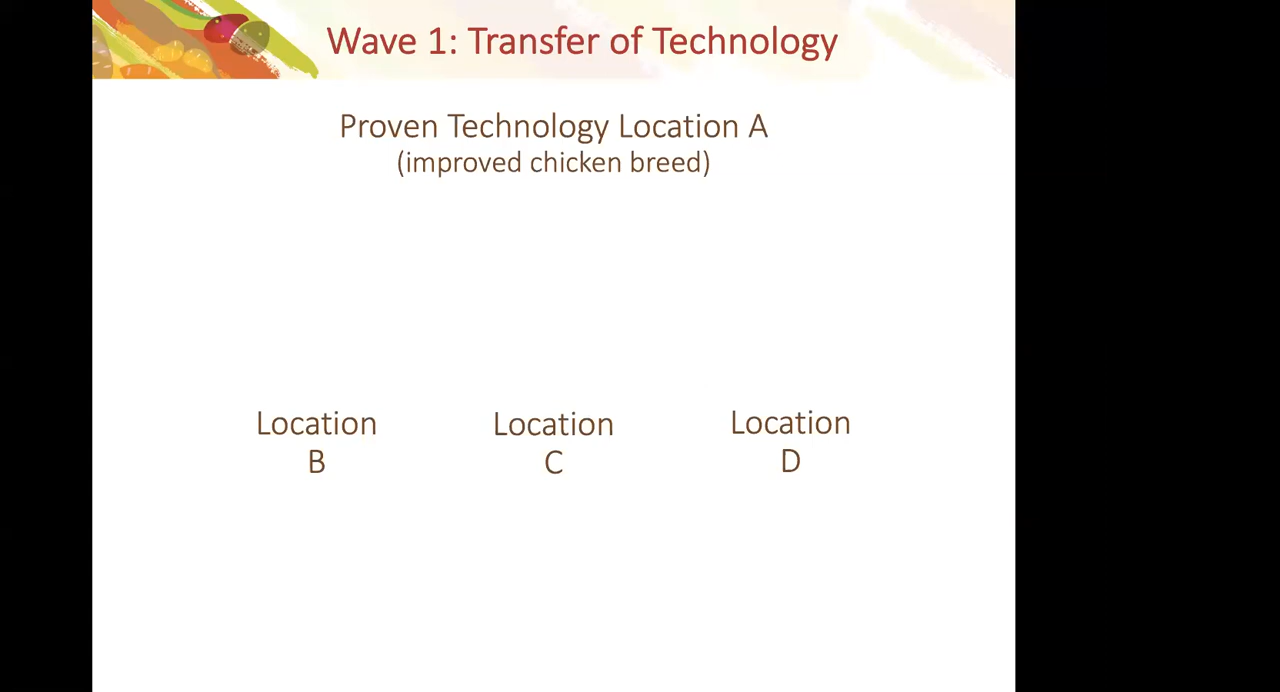 Wave 1: Transfer of Technology
Proven Technology Location A
(improved chicken breed)
Location
B
Location
C
Location
D